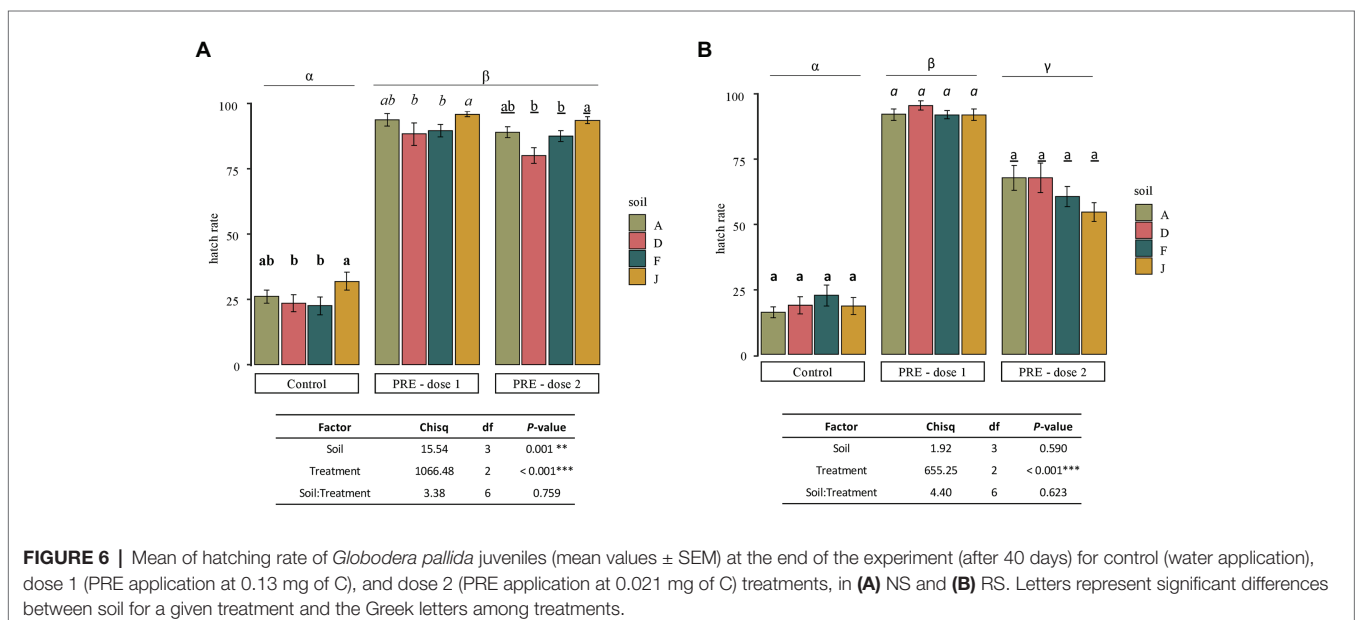 A
α
β
ab b b a
ab b b a
100
75
50
25
0
hatch rate
ab b b a
soil
A
D
F
J
Control
PRE - dose 1
PRE - dose 2
Factor Chisq df P-value
Soil 15.54 3 0.001 **
Treatment 1066.48 2 < 0.001***
Soil:Treatment 3.38 6 0.759
B
α
β
γ
a a a a
a a a a
100
75
50
25
0
hatch rate
a a a a
soil
A
D
F
J
Control
PRE - dose 1
PRE - dose 2
Factor Chisq df P-value
Soil 1.92 3 0.590
Treatment 655.25 2 < 0.001***
Soil:Treatment 4.40 6 0.623
FIGURE 6 | Mean of hatching rate of Globodera pallida juveniles (mean values ± SEM) at the end of the experiment (after 40 days) for control (water application),
dose 1 (PRE application at 0.13 mg of C), and dose 2 (PRE application at 0.021 mg of C) treatments, in (A) NS and (B) RS. Letters represent significant differences
between soil for a given treatment and the Greek letters among treatments.